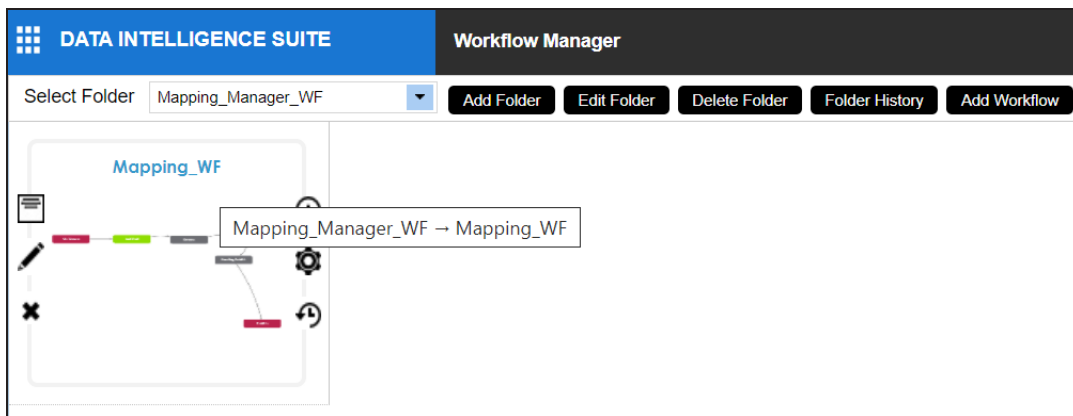 DATA INTELLIGENCE SUITE
Workflow Manager
Select Folder
Mapping_Manager_WF
Add Folder
Edit Folder
Delete Folder
Folder History
Add Workflow
Mapping_WF
Mapping_Manager_WF → Mapping_WF